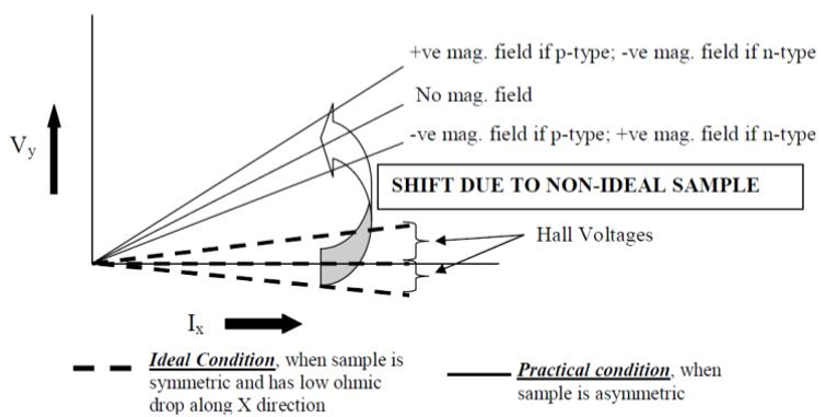 +ve mag. field if p-type; -ve mag. field if n-type
No mag. field
-ve mag. field if p-type; +ve mag. field if n-type
Vy
SHIFT DUE TO NON-IDEAL SAMPLE
Hall Voltages
Ix
Ideal Condition, when sample is
symmetric and has low ohmic
drop along X direction
Practical condition, when
sample is asymmetric